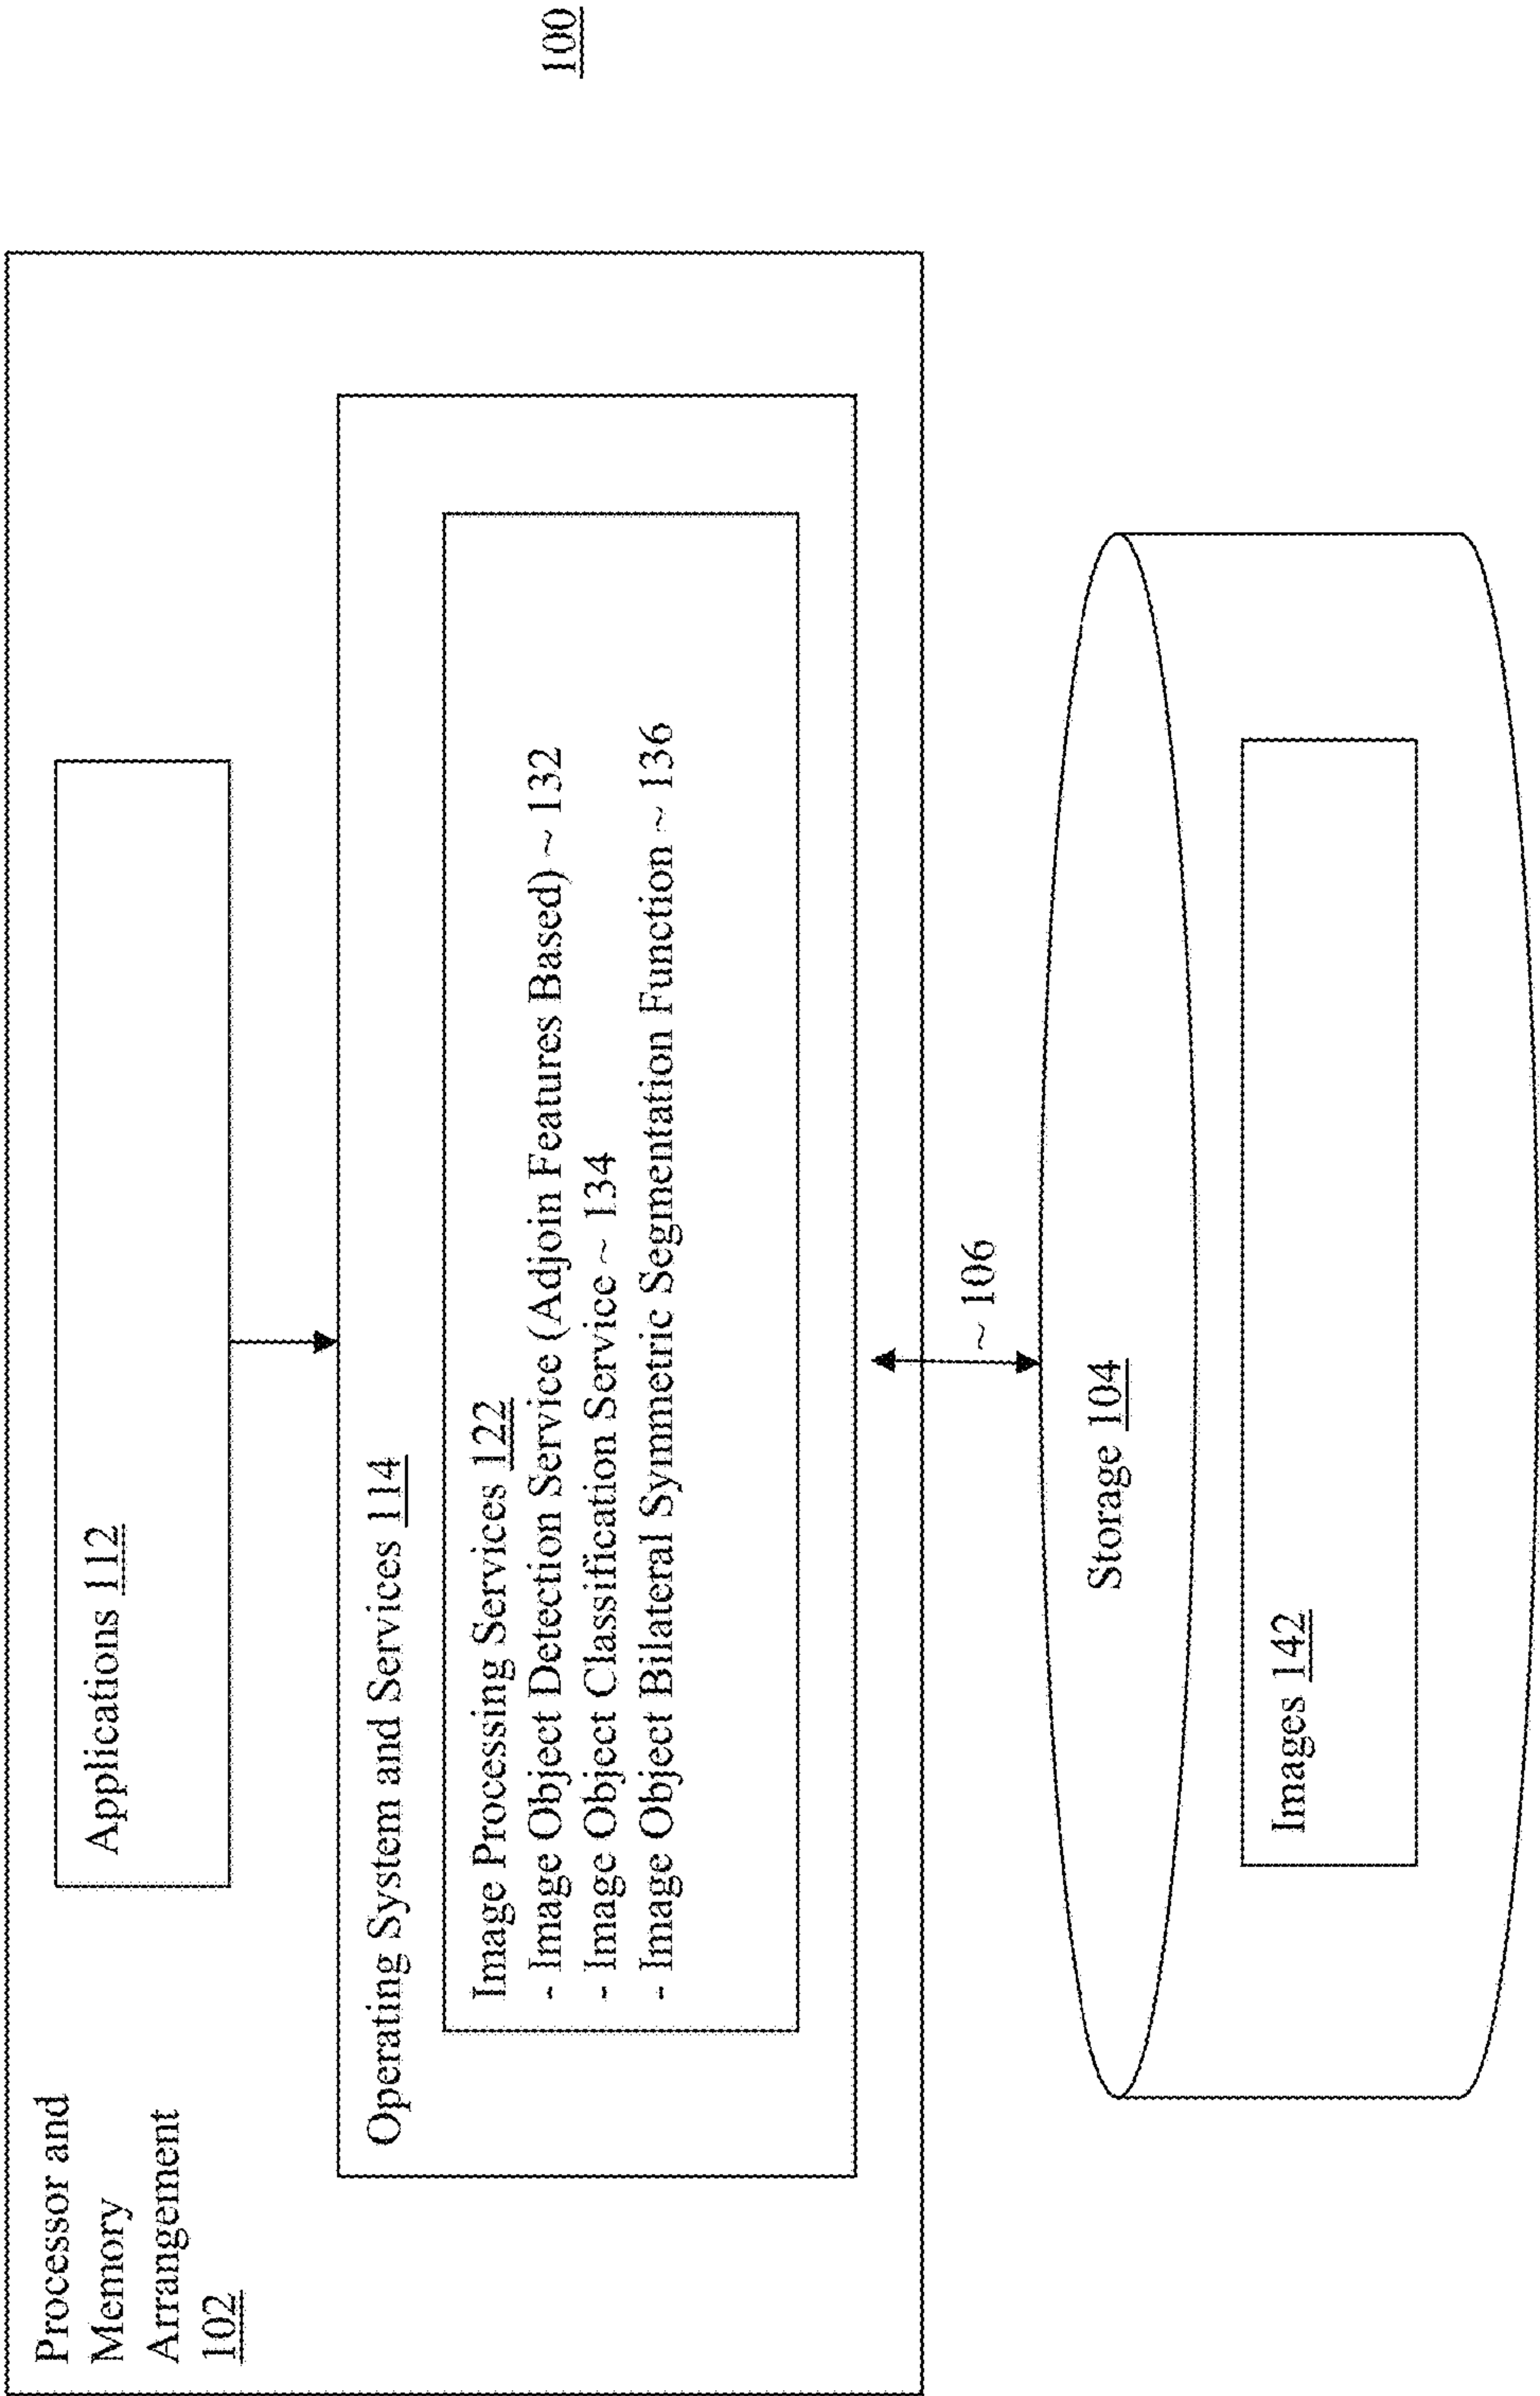 Processor and
Memory
Arrangement
102
Applications 112
Operating System and Services 114
Image Processing Services 122
- Image Object Detection Service (Adjoin Features Based) ~ 132
- Image Object Classification Service ~ 134
- Image Object Bilateral Symmetric Segmentation Function ~ 136
100
~ 106
Storage 104
Images 142